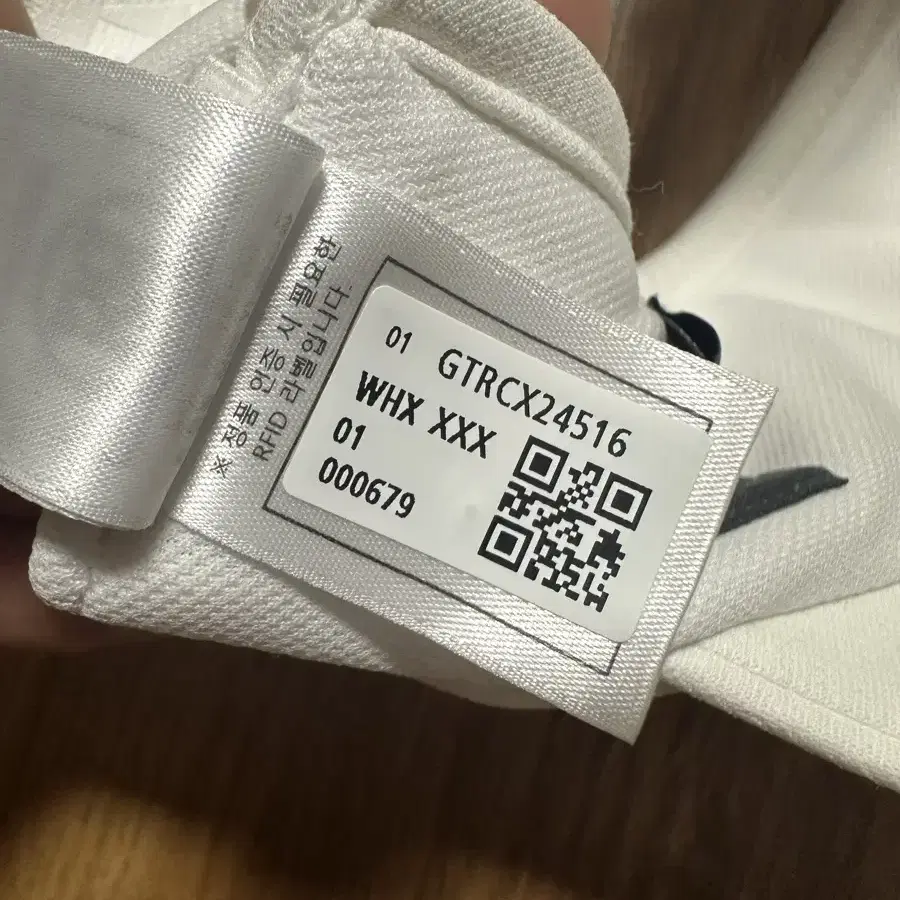 ※ 정품 인증 시 필요한
RFID 라벨입니다.
01 GTRCX24516
WHX XXX
01
000679